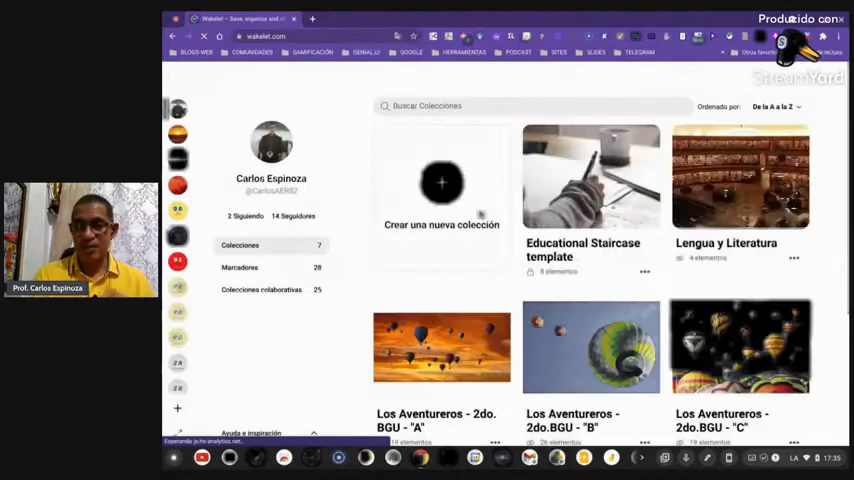 Wakelet – Save, organize and
Producido con
StreamYard
wakelet.com
BLOGS-WEB COMUNIDADES GAMIFICACIÓN GENIAL.LY GOOGLE HERRAMIENTAS PODCAST SITES SLIDES TELEGRAM
Buscar Colecciones
Ordenado por: De la A a la Z
Carlos Espinoza
@CarlosAER82
2 Siguiendo 14 Seguidores
Crear una nueva colección
Colecciones 7
Marcadores 28
Colecciones colaborativas 25
Educational Staircase
template
8 elementos
Lengua y Literatura
4 elementos
Prof. Carlos Espinoza
Los Aventureros - 2do.
BGU - "A"
19 elementos
Los Aventureros -
2do.BGU - "B"
26 elementos
Los Aventureros -
2do.BGU - "C"
18 elementos
Ayuda e inspiración
LA
17:35